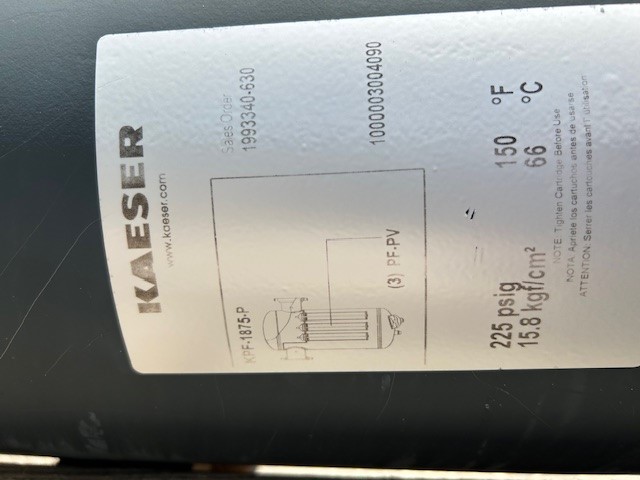 KAESER
www.kaeser.com
Sales Order
1993340-630
KPF-1875-P
(3) PF-PV
1000003004090
225 psig 150 °F
15.8 kgf/cm² 66 °C
NOTE: Tighten Cartridge Before Use
NOTA: Apriete los cartuchos antes de usarse
ATTENTION: Serrer les cartouches avant l'utilisation